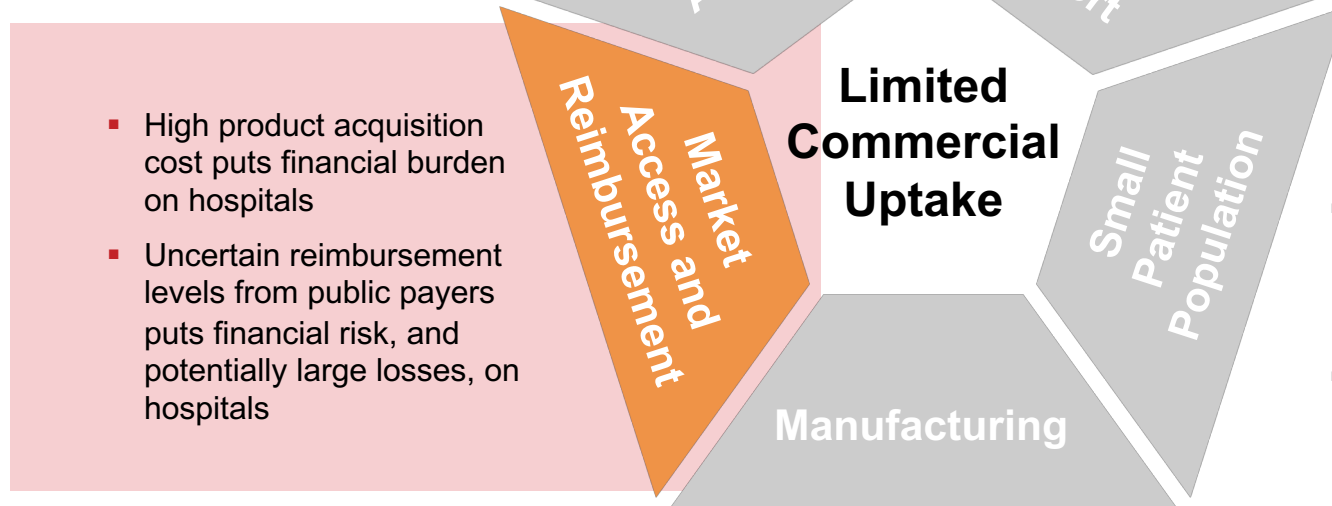 High product acquisition
cost puts financial burden
on hospitals
Uncertain reimbursement
levels from public payers
puts financial risk, and
potentially large losses, on
hospitals
Market
Access and
Reimbursement
Limited
Commercial
Uptake
Small
Patient
Population
Manufacturing